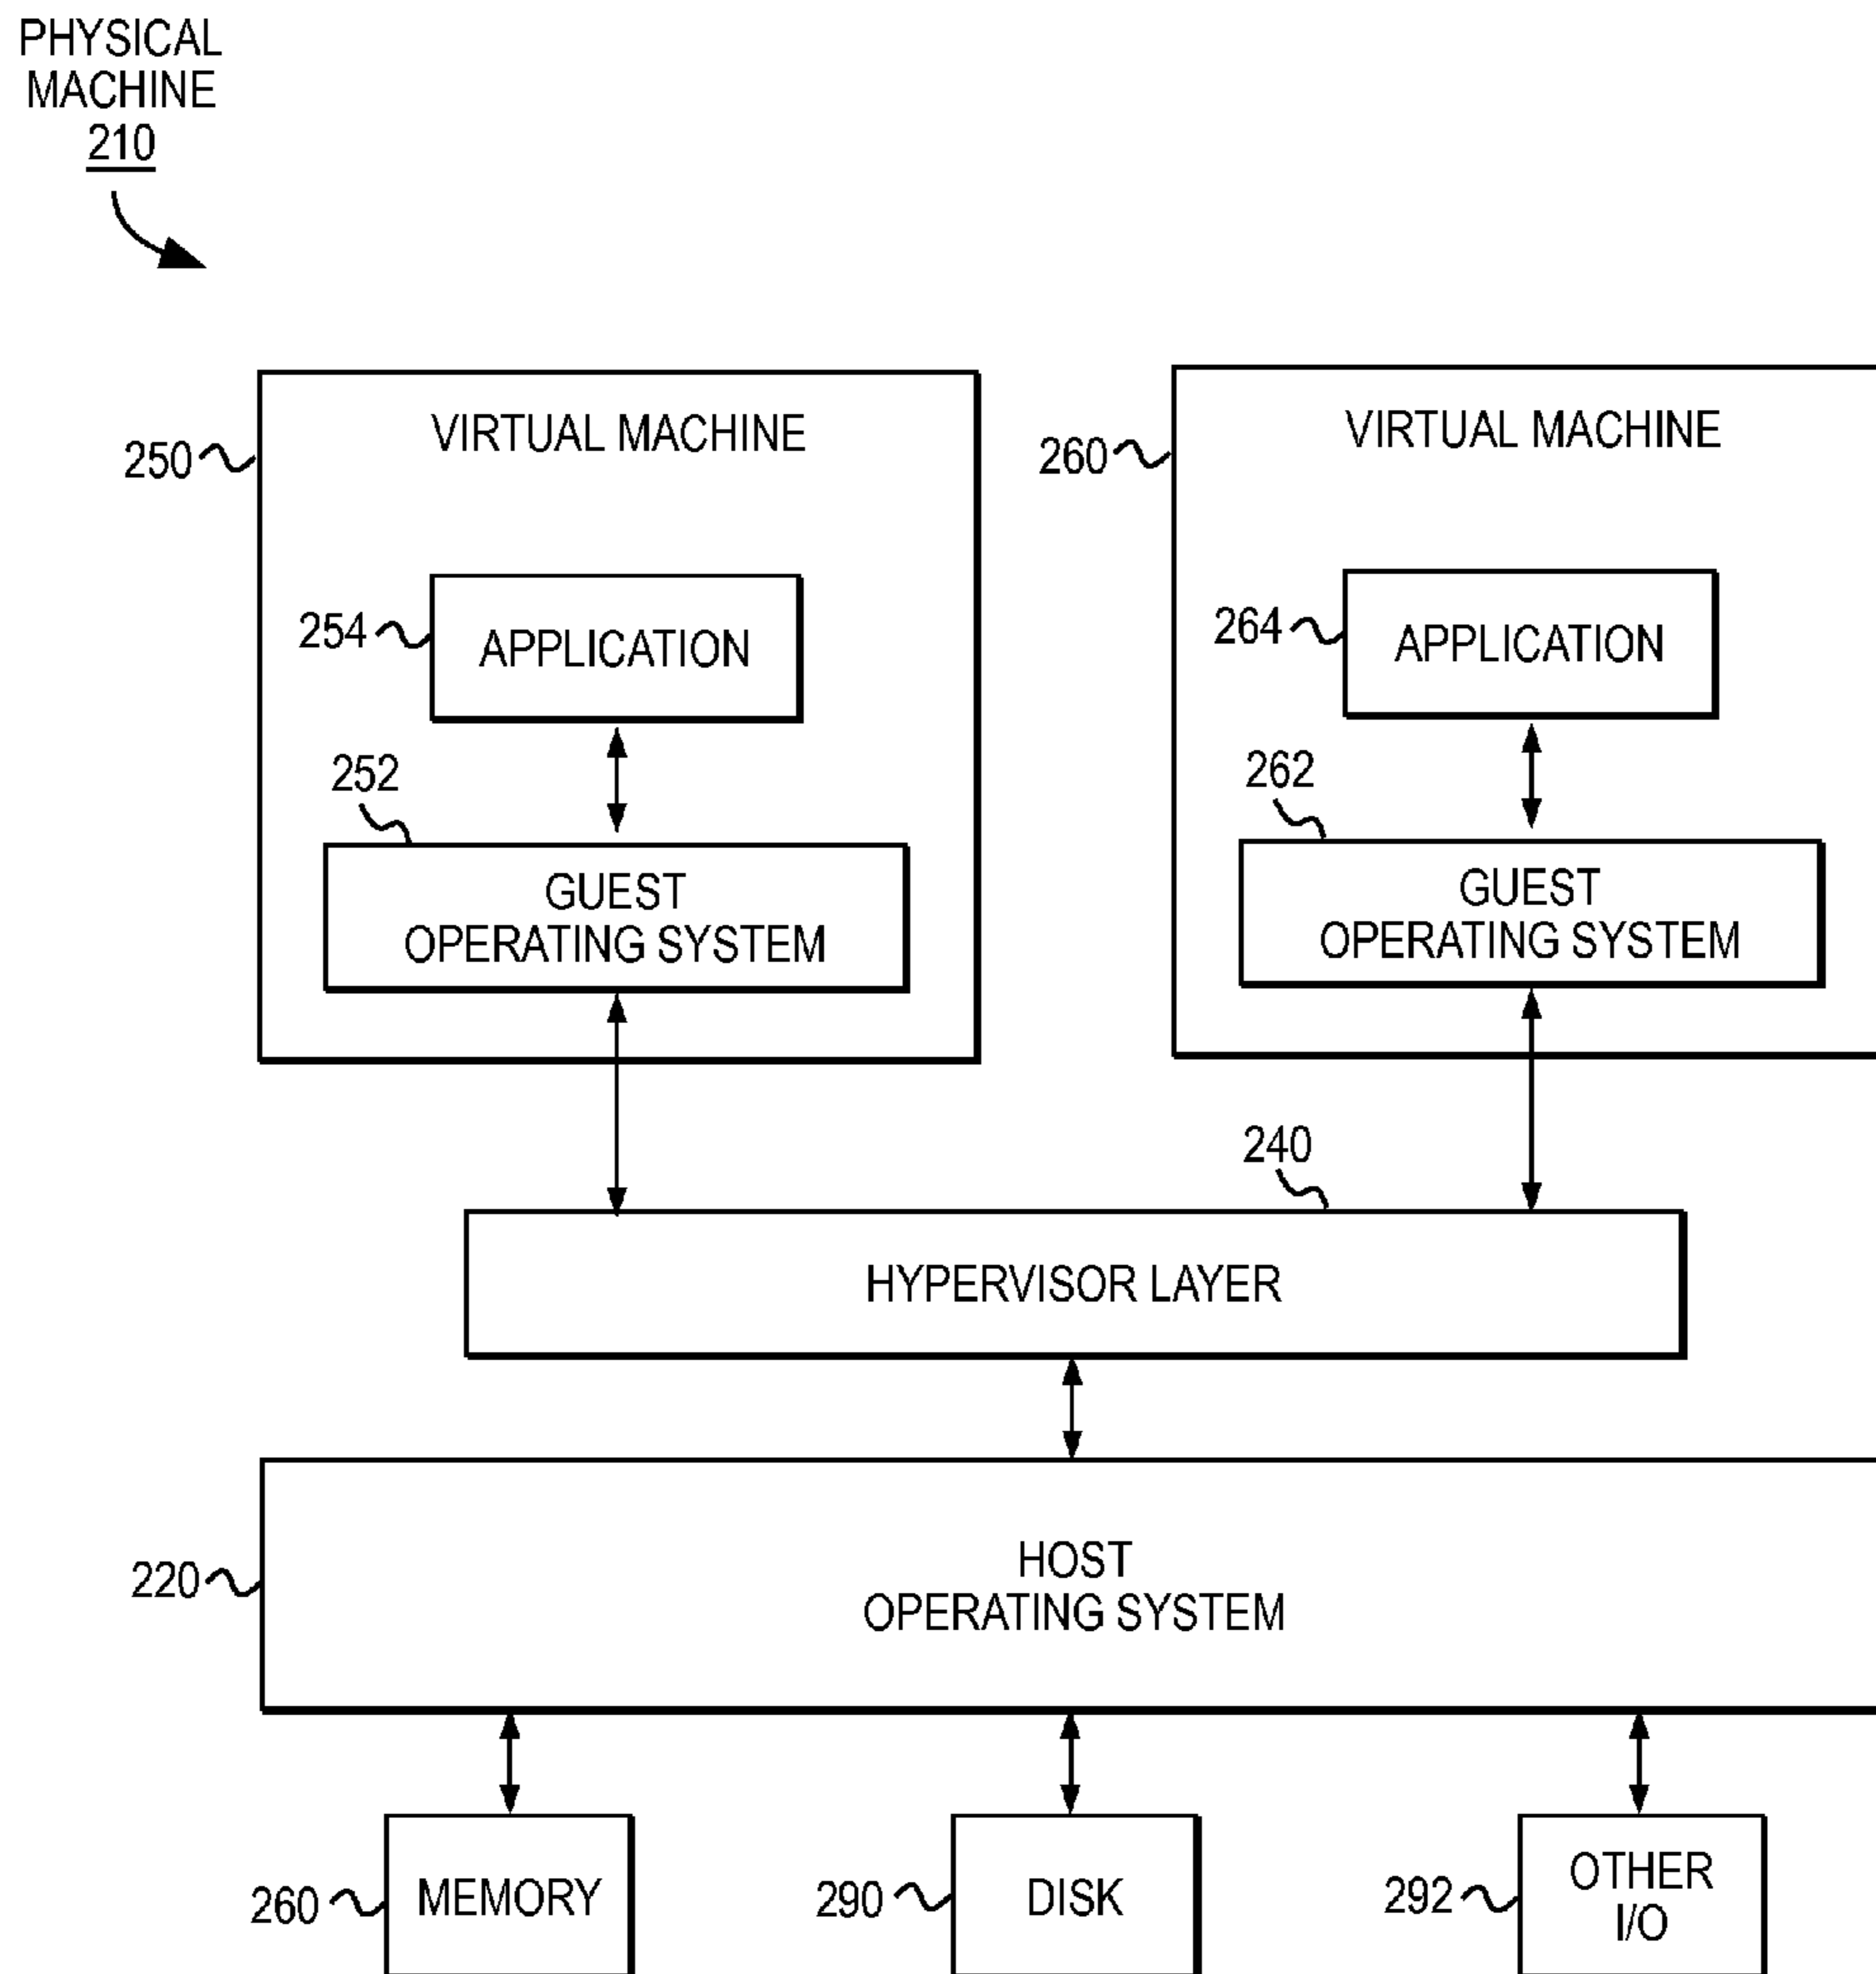 PHYSICAL
MACHINE
210
VIRTUAL MACHINE
250
254
APPLICATION
252
GUEST
OPERATING SYSTEM
VIRTUAL MACHINE
260
264
APPLICATION
262
GUEST
OPERATING SYSTEM
240
HYPERVISOR LAYER
220
HOST
OPERATING SYSTEM
260
MEMORY
290
DISK
292
OTHER
I/O